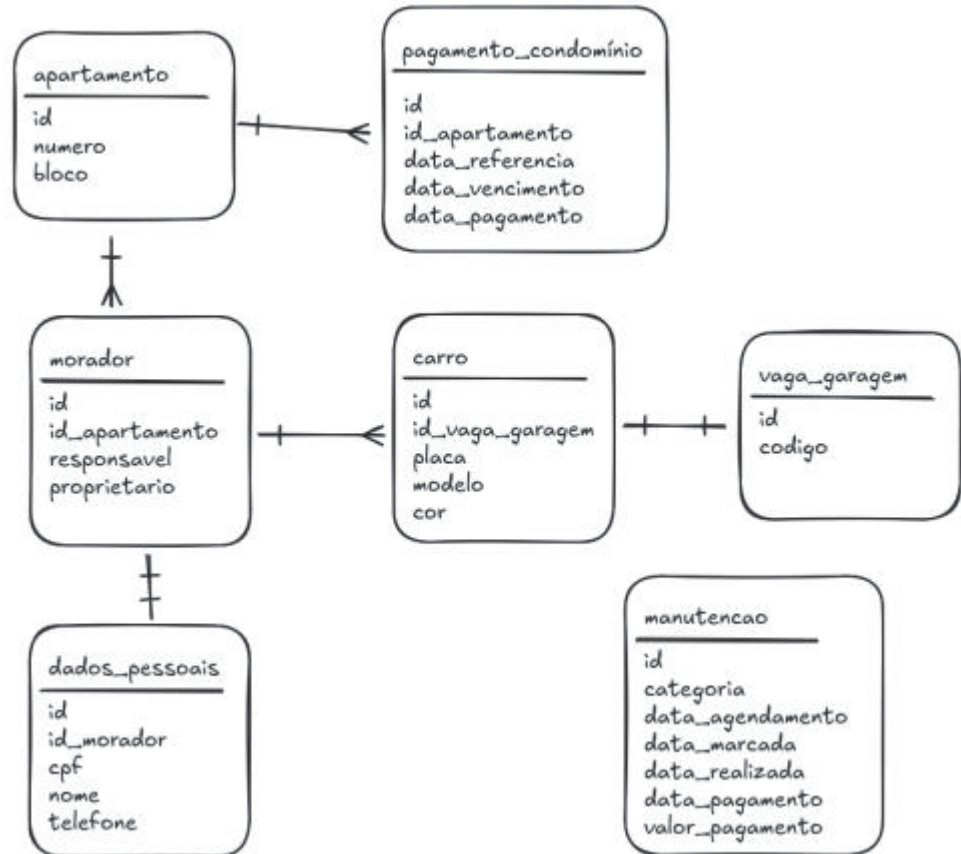 apartamento
id
numero
bloco
pagamento_condomínio
id
id_apartamento
data_referencia
data_vencimento
data_pagamento
morador
id
id_apartamento
responsavel
proprietario
carro
id
id_vaga_garagem
placa
modelo
cor
vaga_garagem
id
codigo
dados_pessoais
id
id_morador
cpf
nome
telefone
manutencao
id
categoria
data_agendamento
data_marcada
data_realizada
data_pagamento
valor_pagamento